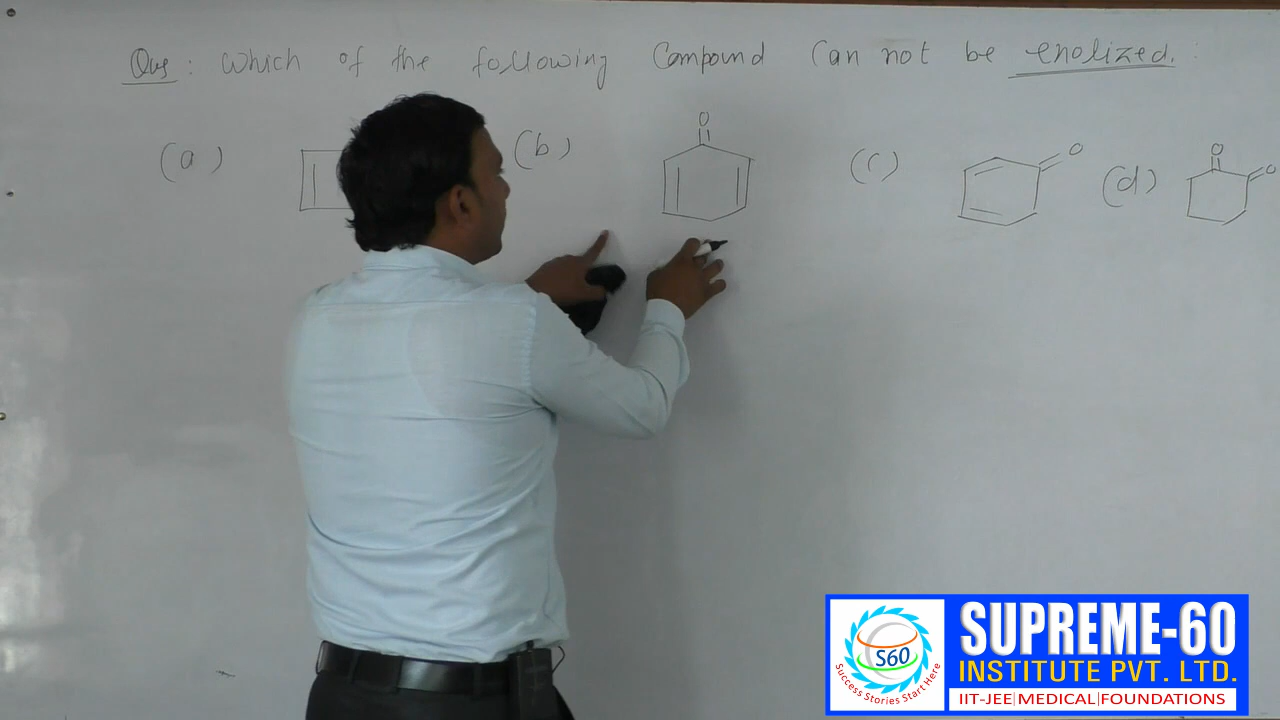 Ques : Which of the following Compound Can not be enolized. :
(a) (b) O (c) O (d) O O
S60
Success Stories Start Here
SUPREME-60
INSTITUTE PVT. LTD.
IIT-JEE|MEDICAL|FOUNDATIONS